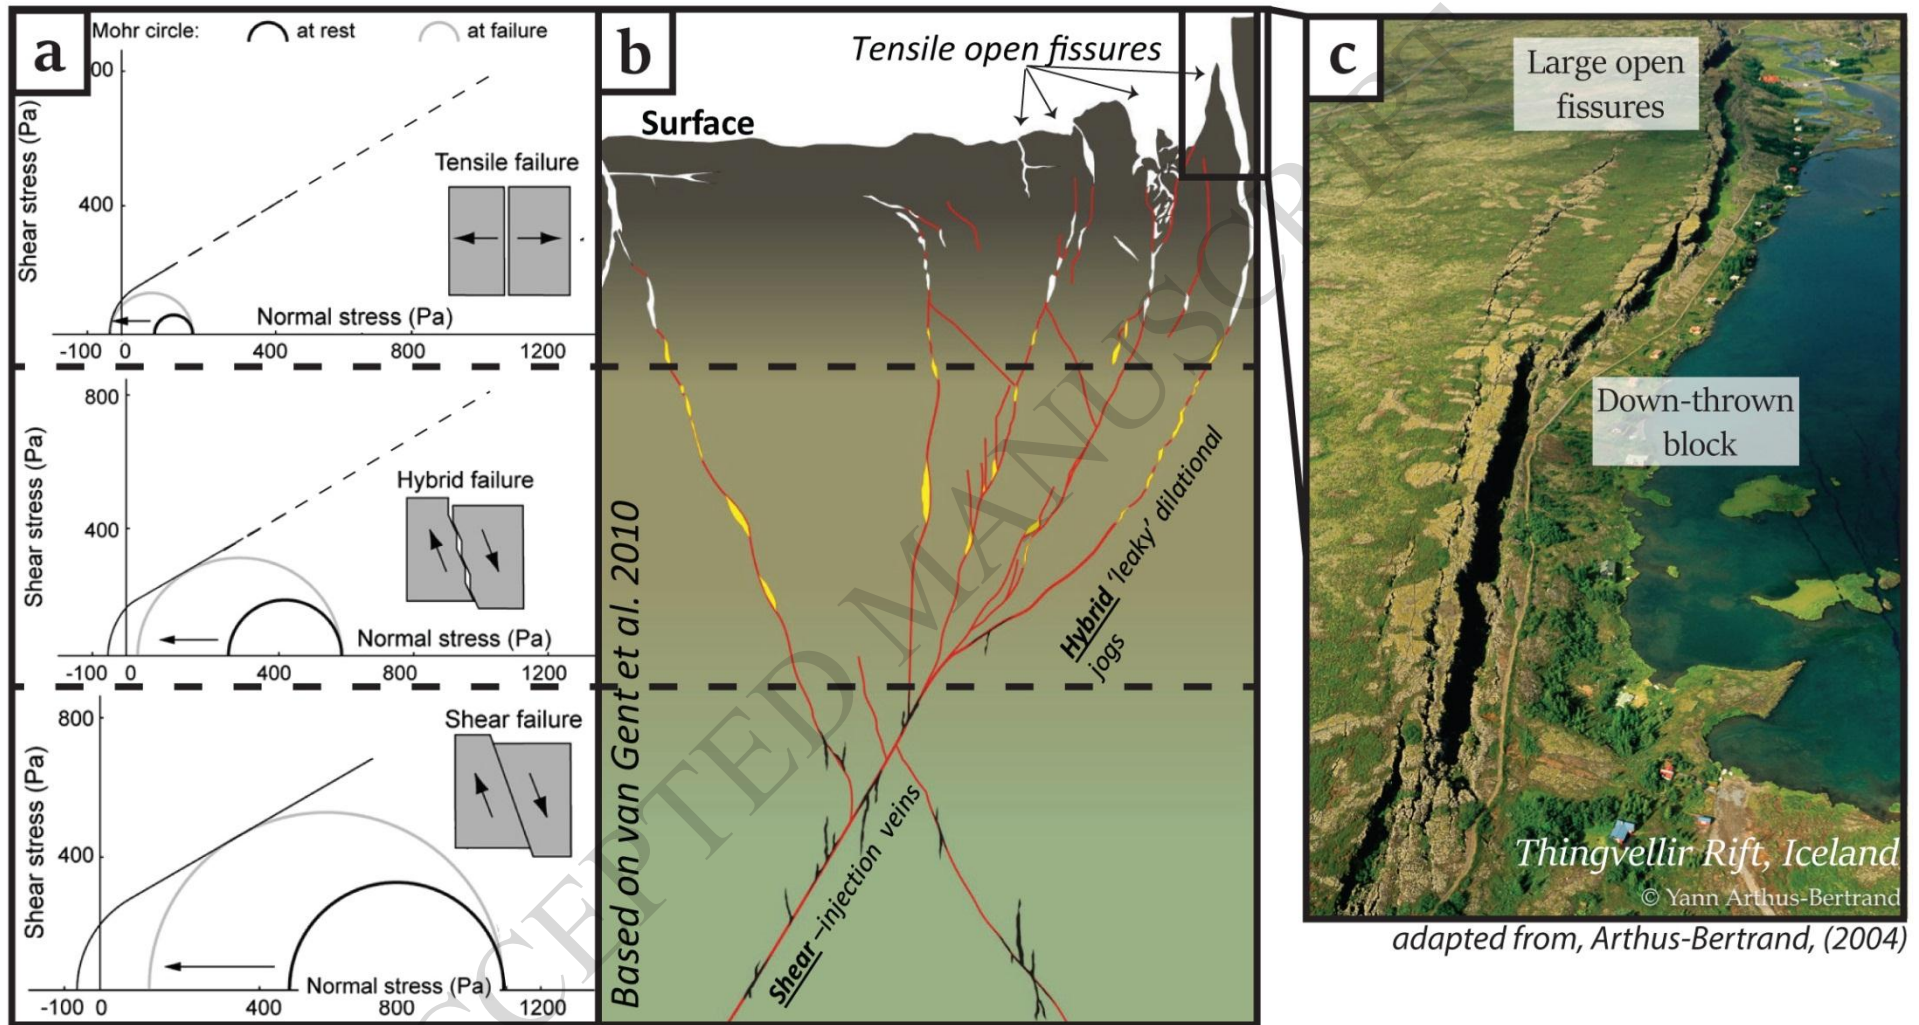 a
Mohr circle: at rest at failure
00
400
Shear stress (Pa)
Tensile failure
Normal stress (Pa)
-100 0 400 800 1200
800
400
Shear stress (Pa)
Hybrid failure
Normal stress (Pa)
-100 0 400 800 1200
800
400
Shear stress (Pa)
Shear failure
Normal stress (Pa)
-100 0 400 800 1200
b
Tensile open fissures
Surface
Based on van Gent et al. 2010
Hybrid 'leaky' dilational
jogs
Shear –injection veins
c
Large open
fissures
Down-thrown
block
Thingvellir Rift, Iceland
© Yann Arthus-Bertrand
adapted from, Arthus-Bertrand, (2004)
ACCEPTED MANUSCRIPT